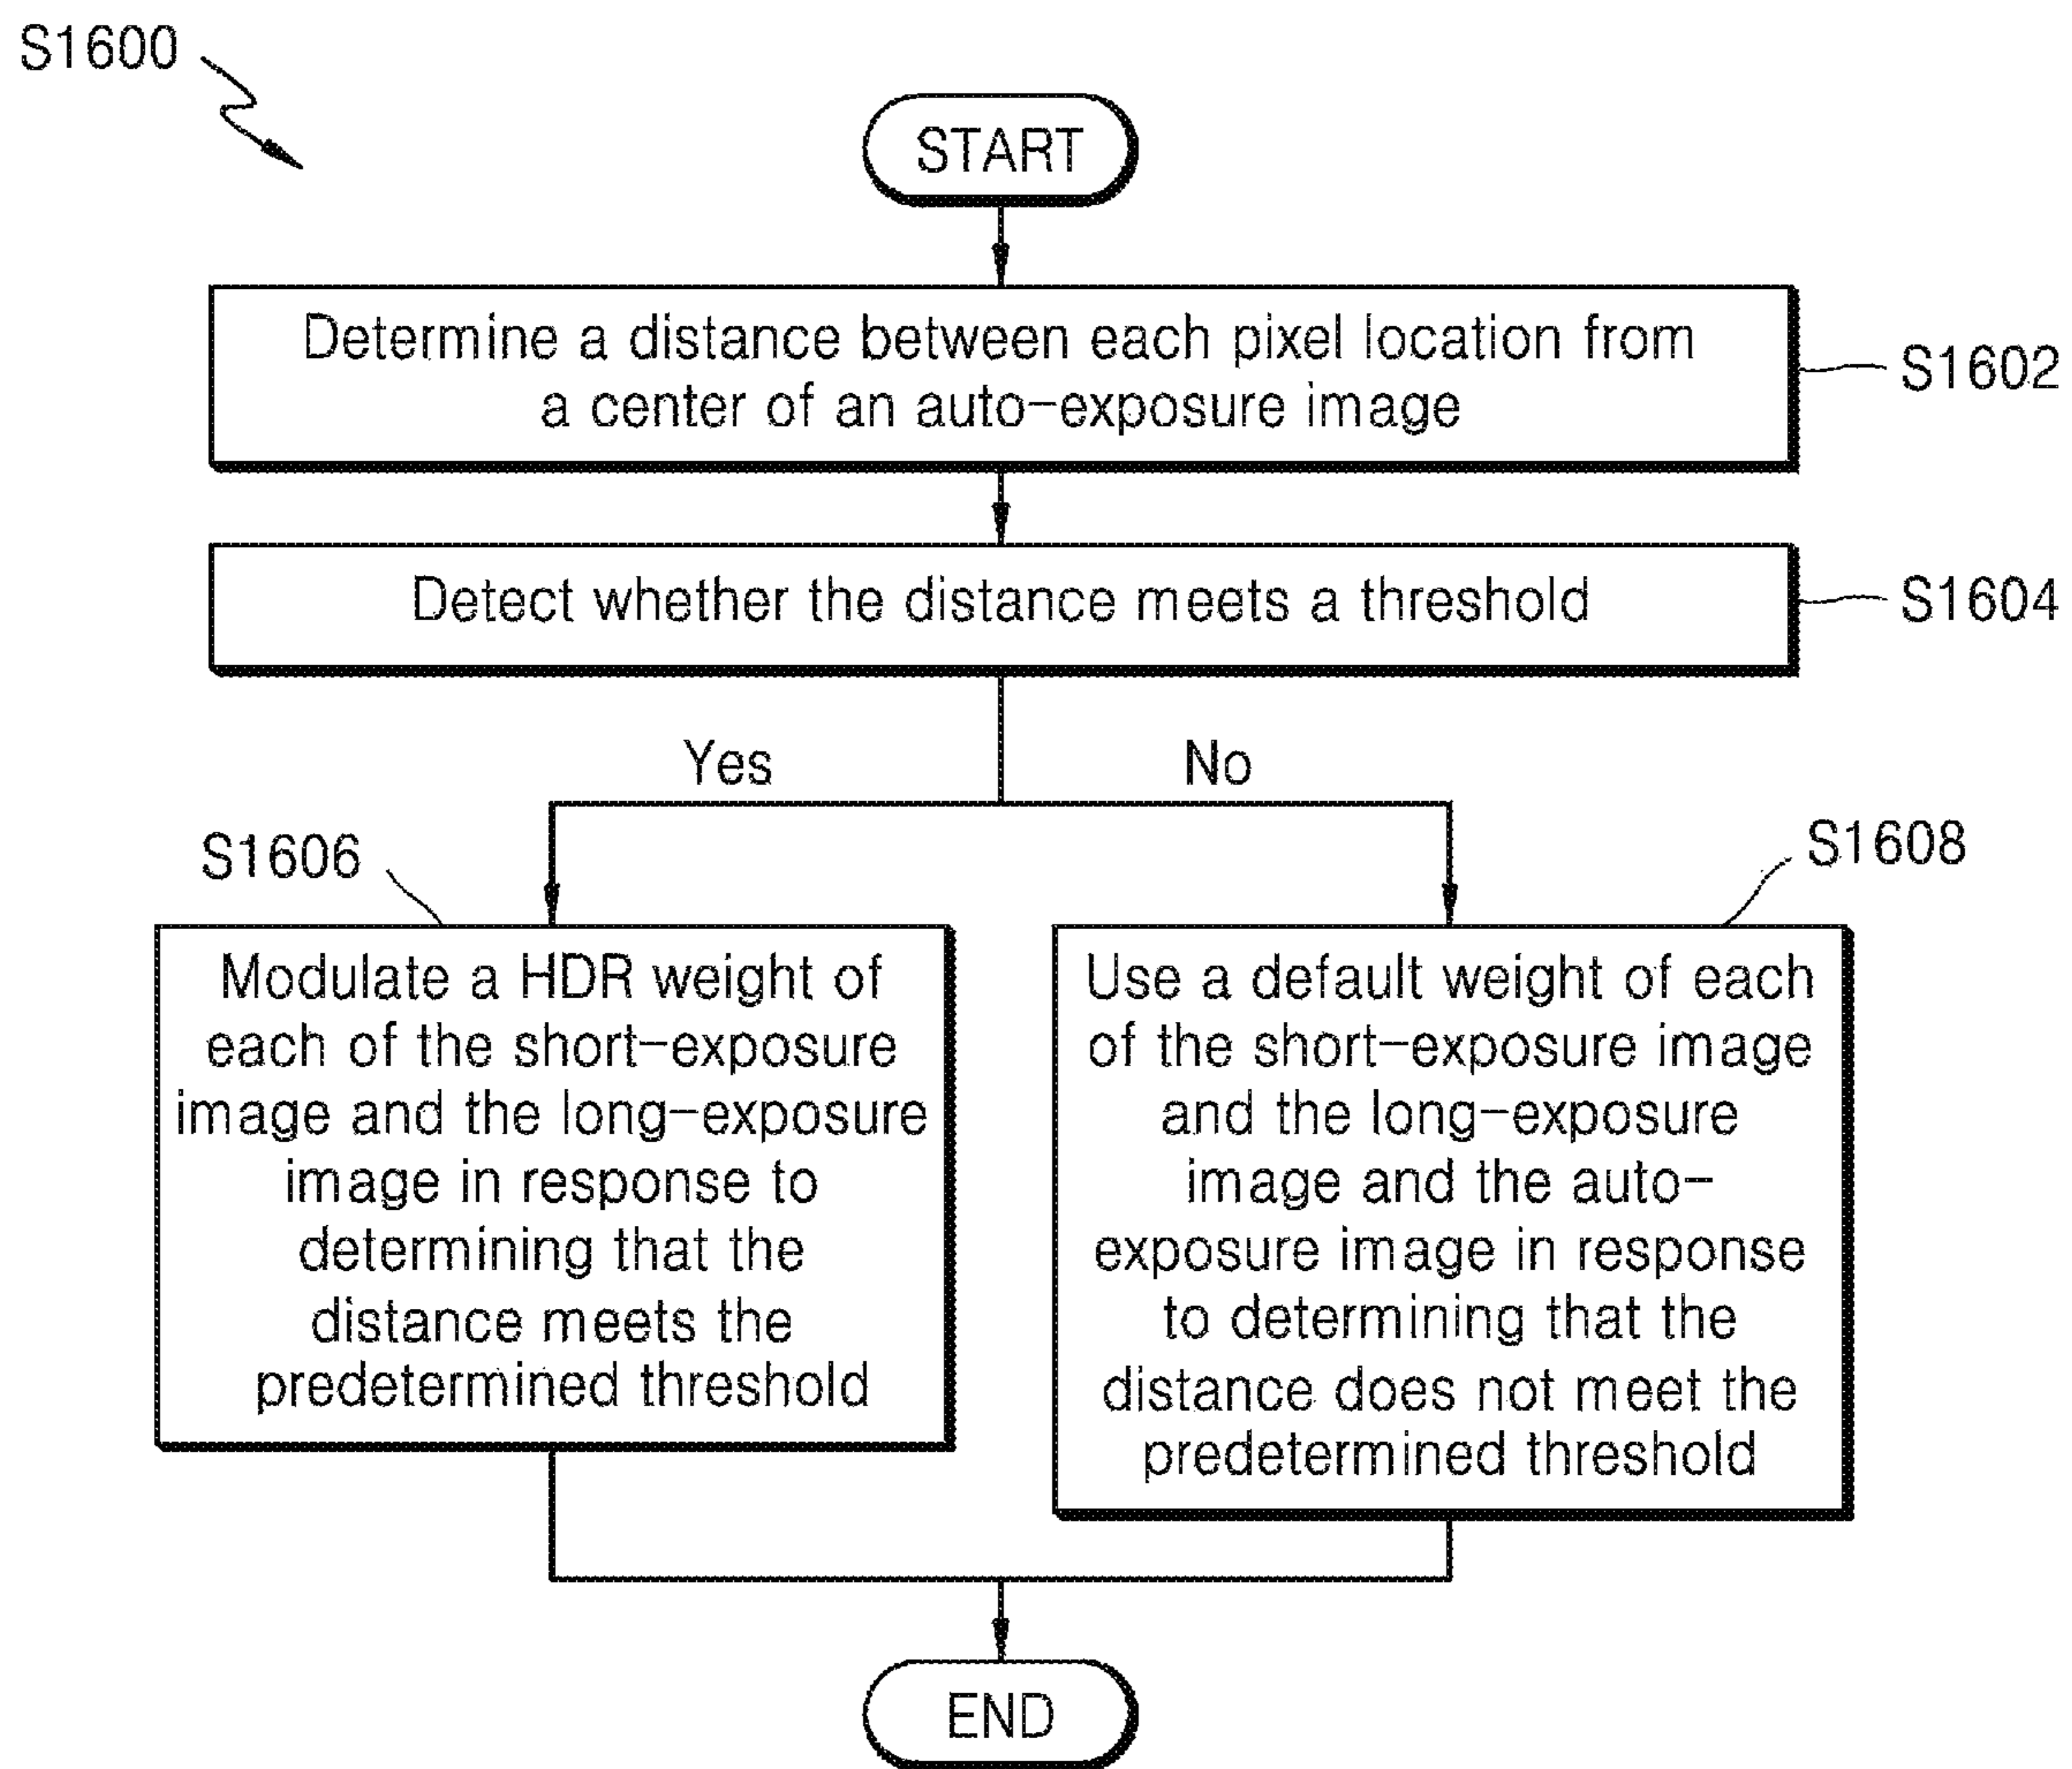 S1600
START
Determine a distance between each pixel location from
a center of an auto-exposure image
S1602
Detect whether the distance meets a threshold
S1604
Yes
No
S1606
Modulate a HDR weight of
each of the short-exposure
image and the long-exposure
image in response to
determining that the
distance meets the
predetermined threshold
S1608
Use a default weight of each
of the short-exposure image
and the long-exposure
image and the auto-
exposure image in response
to determining that the
distance does not meet the
predetermined threshold
END